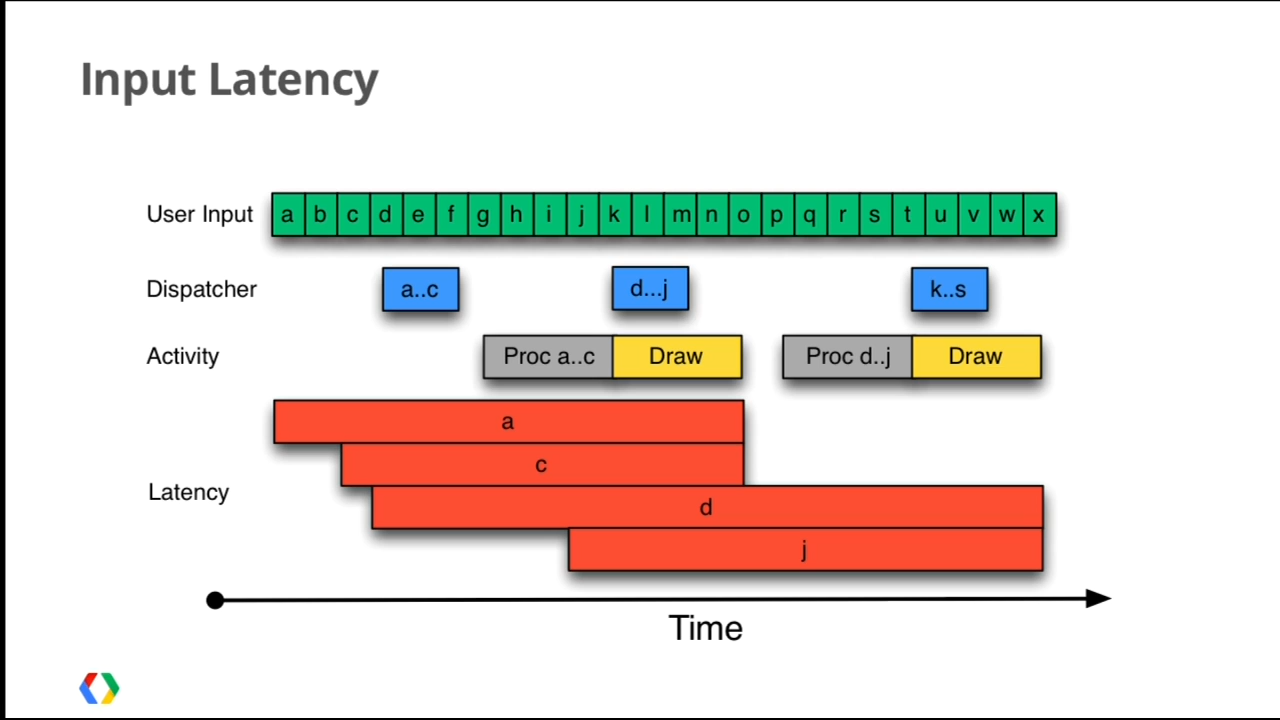 Input Latency
User Input a b c d e f g h i j k l m n o p q r s t u v w x
Dispatcher a..c d...j k..s
Activity Proc a..c Draw Proc d..j Draw
a
c
Latency
d
j
Time